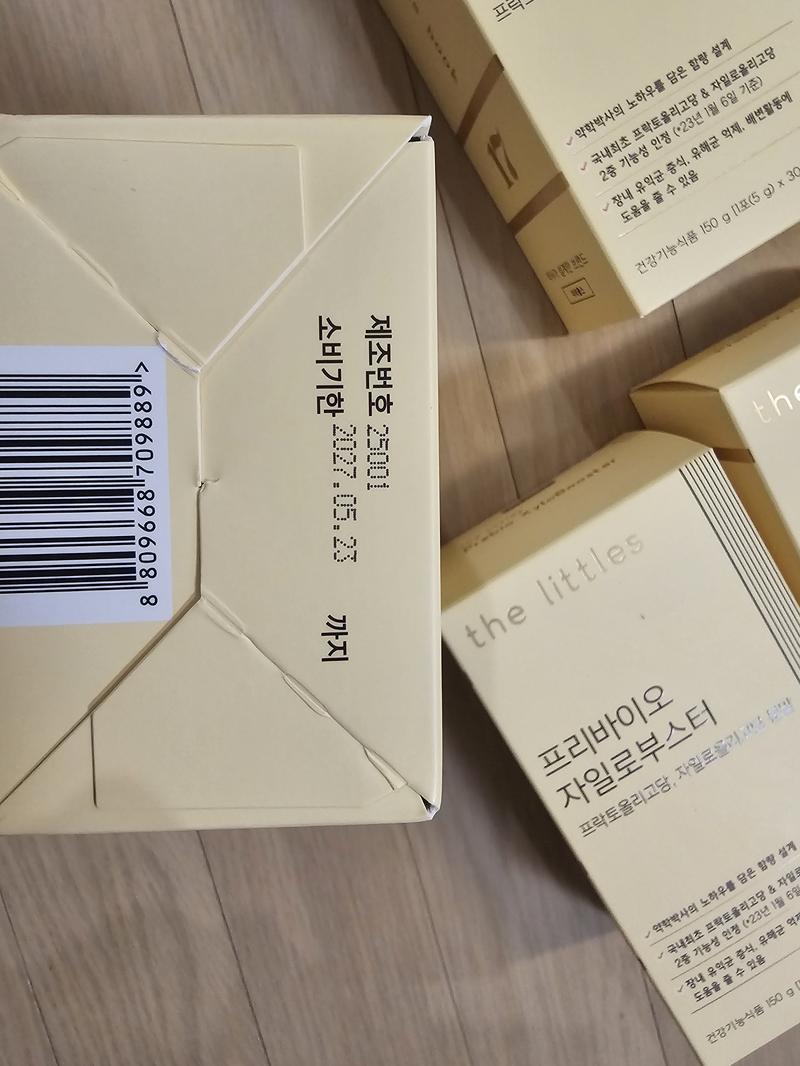 제조번호 25001
소비기한 2027.05.23 까지
8 809668 709889 >
약학박사의 노하우를 담은 함량 설계
국내최초 프락토올리고당 & 자일로올리고당
2중 기능성 인정 (*23년 1월 6일 기준)
장내 유익균 증식, 유해균 억제, 배변활동에
도움을 줄 수 있음
건강기능식품 150 g [1포(5 g) x 30
the
Prebio XyloBooster
the littles
프리바이오
자일로부스터
프락토올리고당, 자일로올리고당 분말
약학박사의 노하우를 담은 함량 설계
국내최초 프락토올리고당 & 자일로
2중 기능성 인정 (*23년 1월 6일
장내 유익균 증식, 유해균 억제
도움을 줄 수 있음
건강기능식품 150 g [1